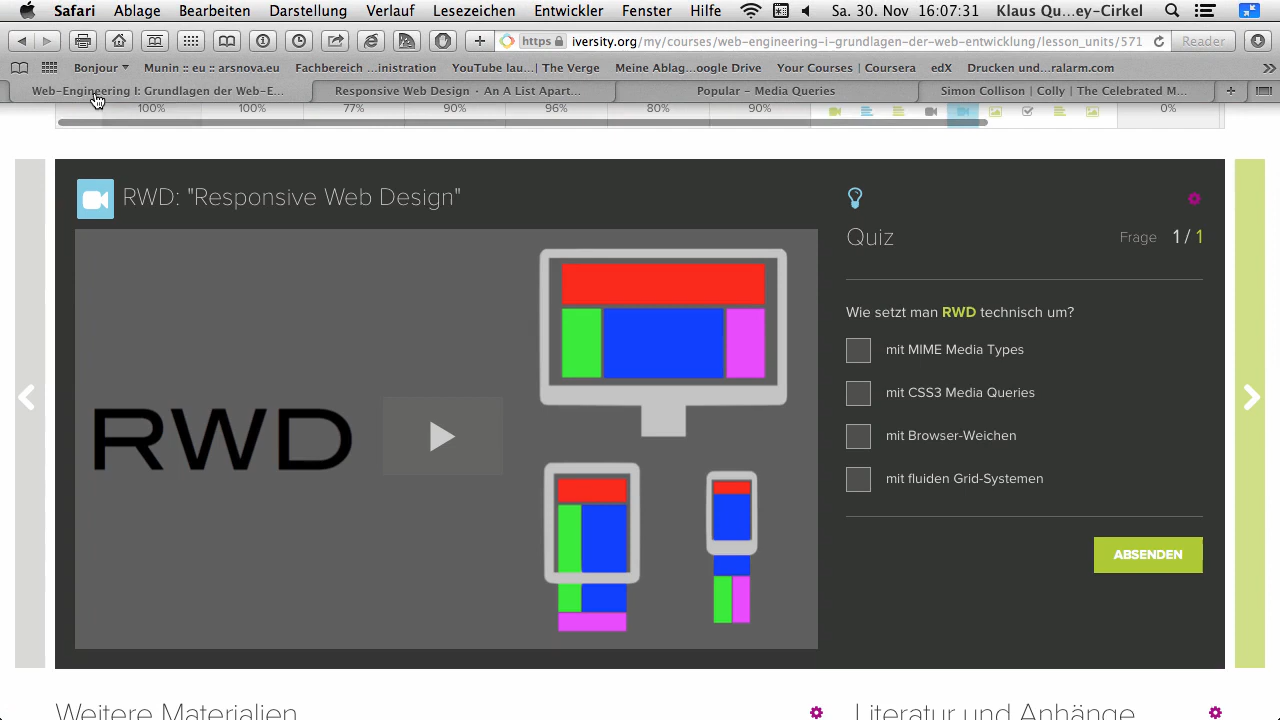 Safari Ablage Bearbeiten Darstellung Verlauf Lesezeichen Entwickler Fenster Hilfe Sa. 30. Nov 16:07:31 Klaus Qu...ey-Cirkel
https iversity.org/my/courses/web-engineering-i-grundlagen-der-web-entwicklung/lesson_units/571 Reader
Bonjour Munin :: eu :: arsnova.eu Fachbereich ...inistration YouTube lau...| The Verge Meine Ablag...oogle Drive Your Courses | Coursera edX Drucken und...ralarm.com >>
Web-Engineering I: Grundlagen der Web-E... Responsive Web Design · An A List Apart... Popular – Media Queries Simon Collison | Colly | The Celebrated M...
100% 100% 77% 90% 96% 80% 90% 0%
RWD: "Responsive Web Design"
Quiz Frage 1 / 1
Wie setzt man RWD technisch um?
mit MIME Media Types
mit CSS3 Media Queries
mit Browser-Weichen
RWD
mit fluiden Grid-Systemen
ABSENDEN
Weitere Materialien Literatur und Anhänge